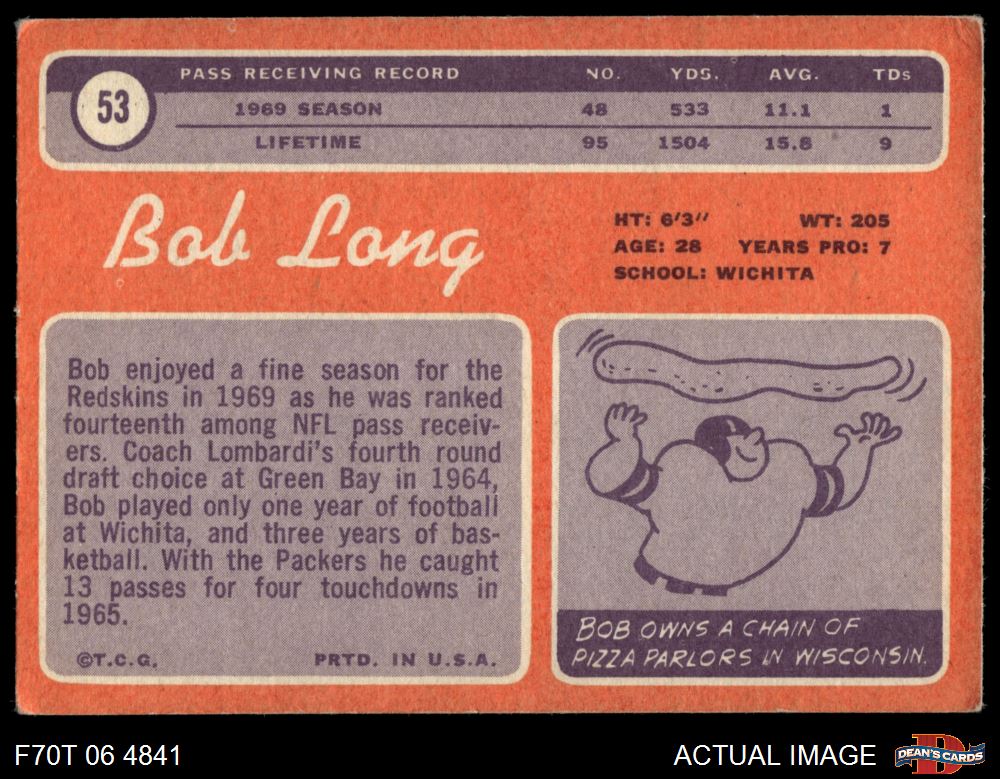 53
PASS RECEIVING RECORD NO. YDS. AVG. TDs
1969 SEASON 48 533 11.1 1
LIFETIME 95 1504 15.8 9
Bob Long
HT: 6'3" WT: 205
AGE: 28 YEARS PRO: 7
SCHOOL: WICHITA
Bob enjoyed a fine season for the
Redskins in 1969 as he was ranked
fourteenth among NFL pass receiv-
ers. Coach Lombardi's fourth round
draft choice at Green Bay in 1964,
Bob played only one year of football
at Wichita, and three years of bas-
ketball. With the Packers he caught
13 passes for four touchdowns in
1965.
©T.C.G. PRTD. IN U.S.A.
BOB OWNS A CHAIN OF
PIZZA PARLORS IN WISCONSIN.
F70T 06 4841 ACTUAL IMAGE
D
DEAN'S CARDS